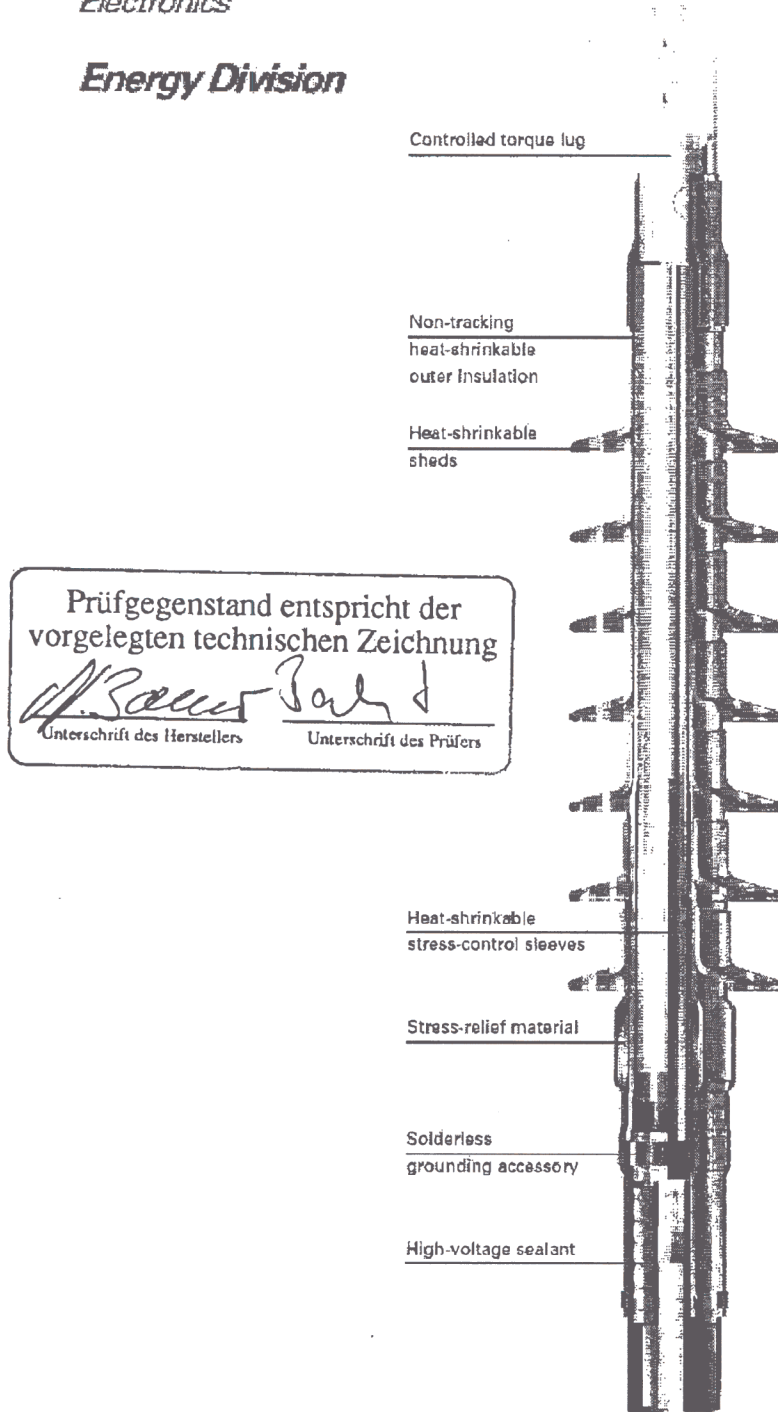 Electronics
Energy Division
Controlled torque lug
Non-tracking
heat-shrinkable
outer insulation
Heat-shrinkable
sheds
Prüfgegenstand entspricht der
vorgelegten technischen Zeichnung
Unterschrift des Herstellers Unterschrift des Prüfers
Heat-shrinkable
stress-control sleeves
Stress-relief material
Solderless
grounding accessory
High-voltage sealant